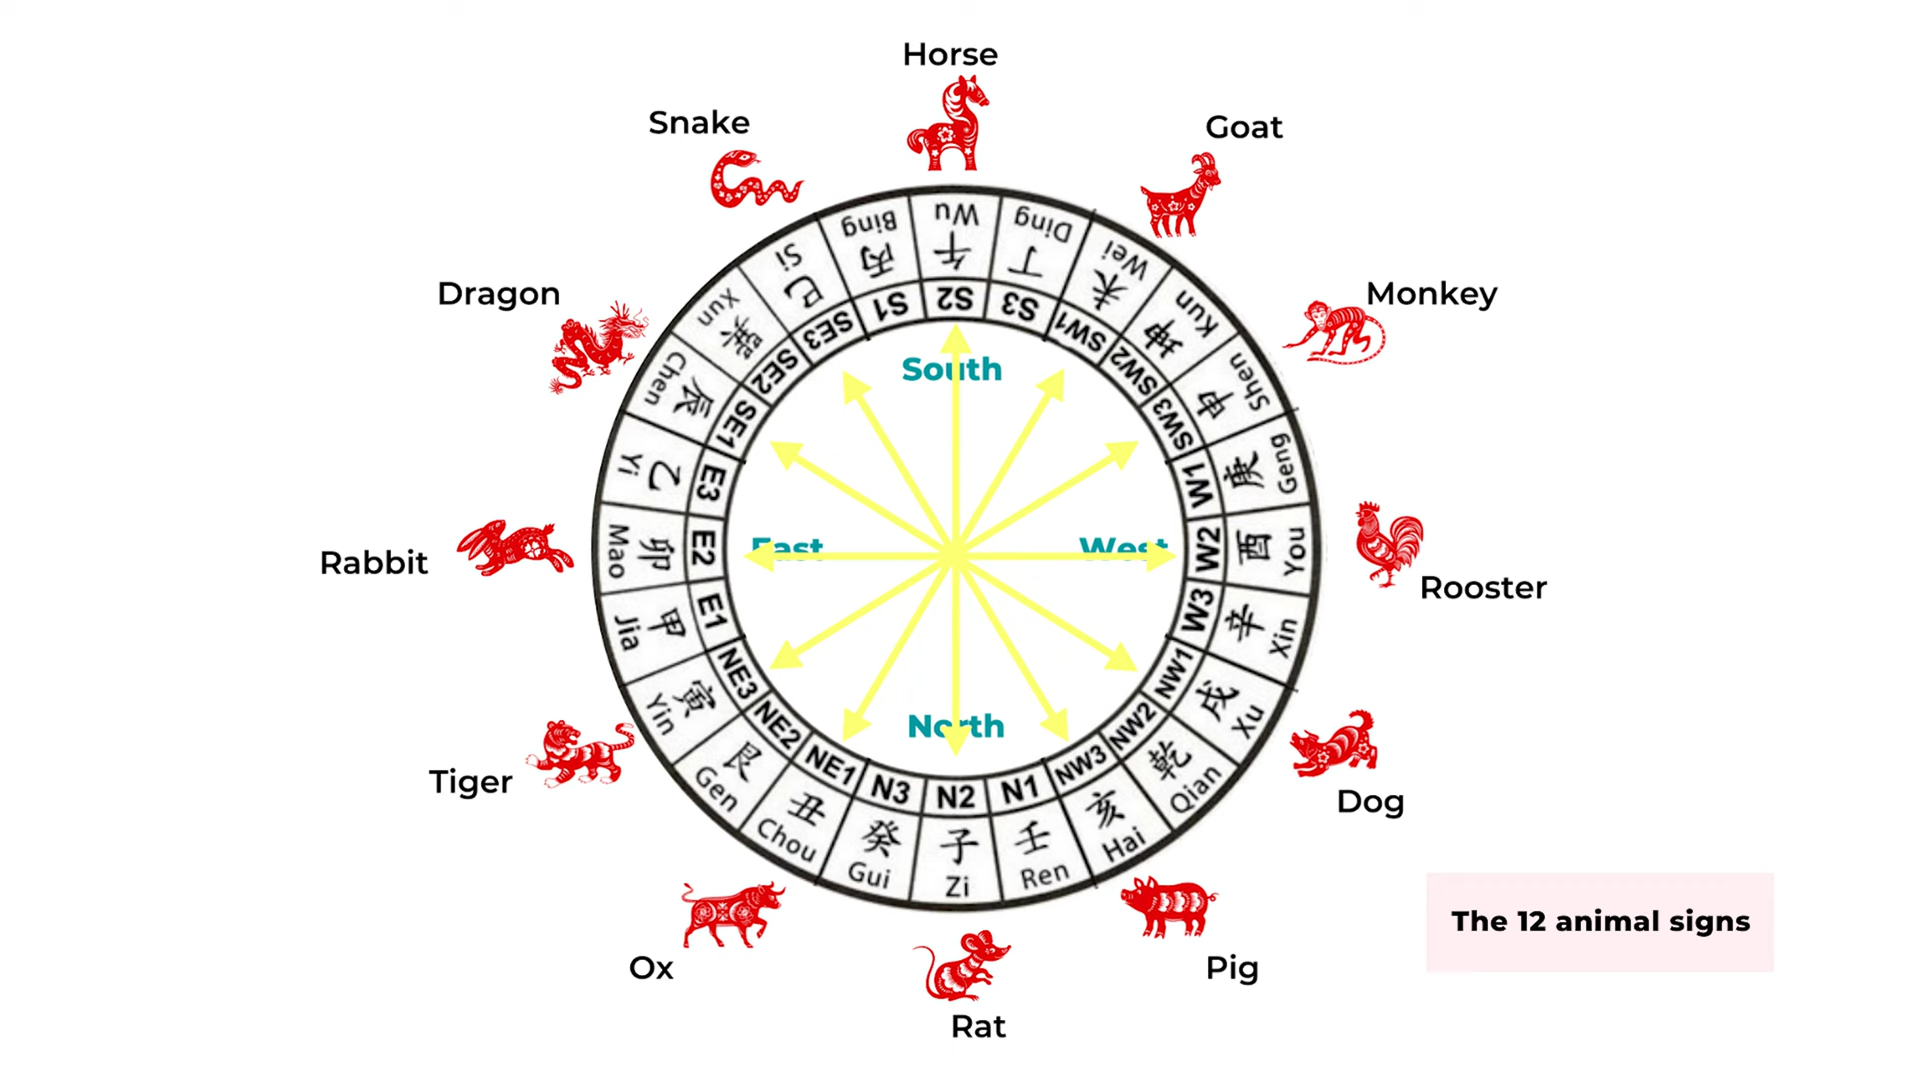 Horse
Snake
Goat
Dragon
Monkey
Rabbit
Rooster
Tiger
Dog
Ox
Pig
Rat
The 12 animal signs
South
East
West
North
Wu
午
S2
Ding
丁
S3
Wei
未
SW1
Kun
坤
SW2
Shen
申
SW3
Geng
庚
W1
You
酉
W2
Xin
辛
W3
Xu
戌
NW1
Qian
乾
NW2
Hai
亥
NW3
Ren
壬
N1
Zi
子
N2
Gui
癸
N3
Chou
丑
NE1
Gen
艮
NE2
Yin
寅
NE3
Jia
甲
E1
Mao
卯
E2
Yi
乙
E3
Chen
辰
SE1
Xun
巽
SE2
Si
巳
SE3
Bing
丙
S1